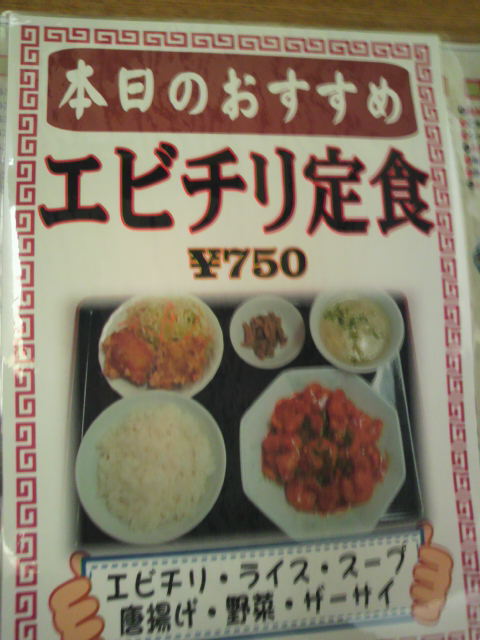 本日のおすすめ
エビチリ定食
¥750
エビチリ・ライス・スープ
唐揚げ・野菜・ザーサイ